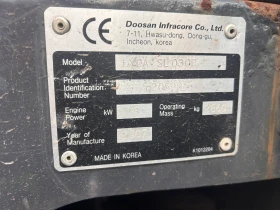 CE
Doosan Infracore Co., Ltd.
7-11, Hwasu-dong, Dong-gu,
Incheon, Korea
Model
Product
Identification
Number
Engine
Power
kW
Operating
Mass
kg
Year of
MADE IN KOREA
K1012204